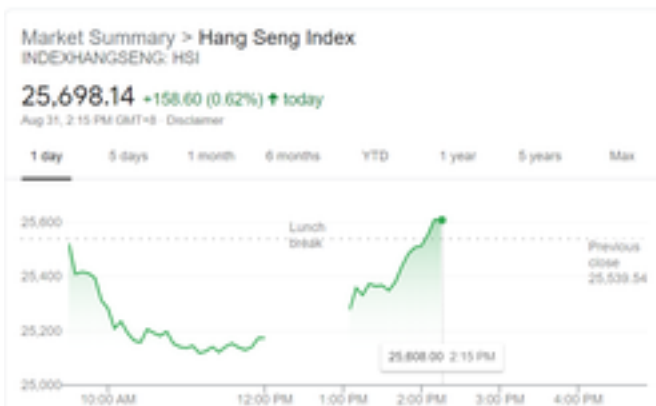 Market Summary > Hang Seng Index
INDEXHANGSENG: HSI
25,698.14 +158.60 (0.62%) ↑ today
Aug 31, 2:15 PM GMT+8 · Disclaimer
1 day 5 days 1 month 6 months YTD 1 year 5 years Max
25,600
Lunch
break
Previous
close
25,539.54
25,400
25,200
25,608.00 2:15 PM
25,000
10:00 AM 12:00 PM 1:00 PM 2:00 PM 3:00 PM 4:00 PM